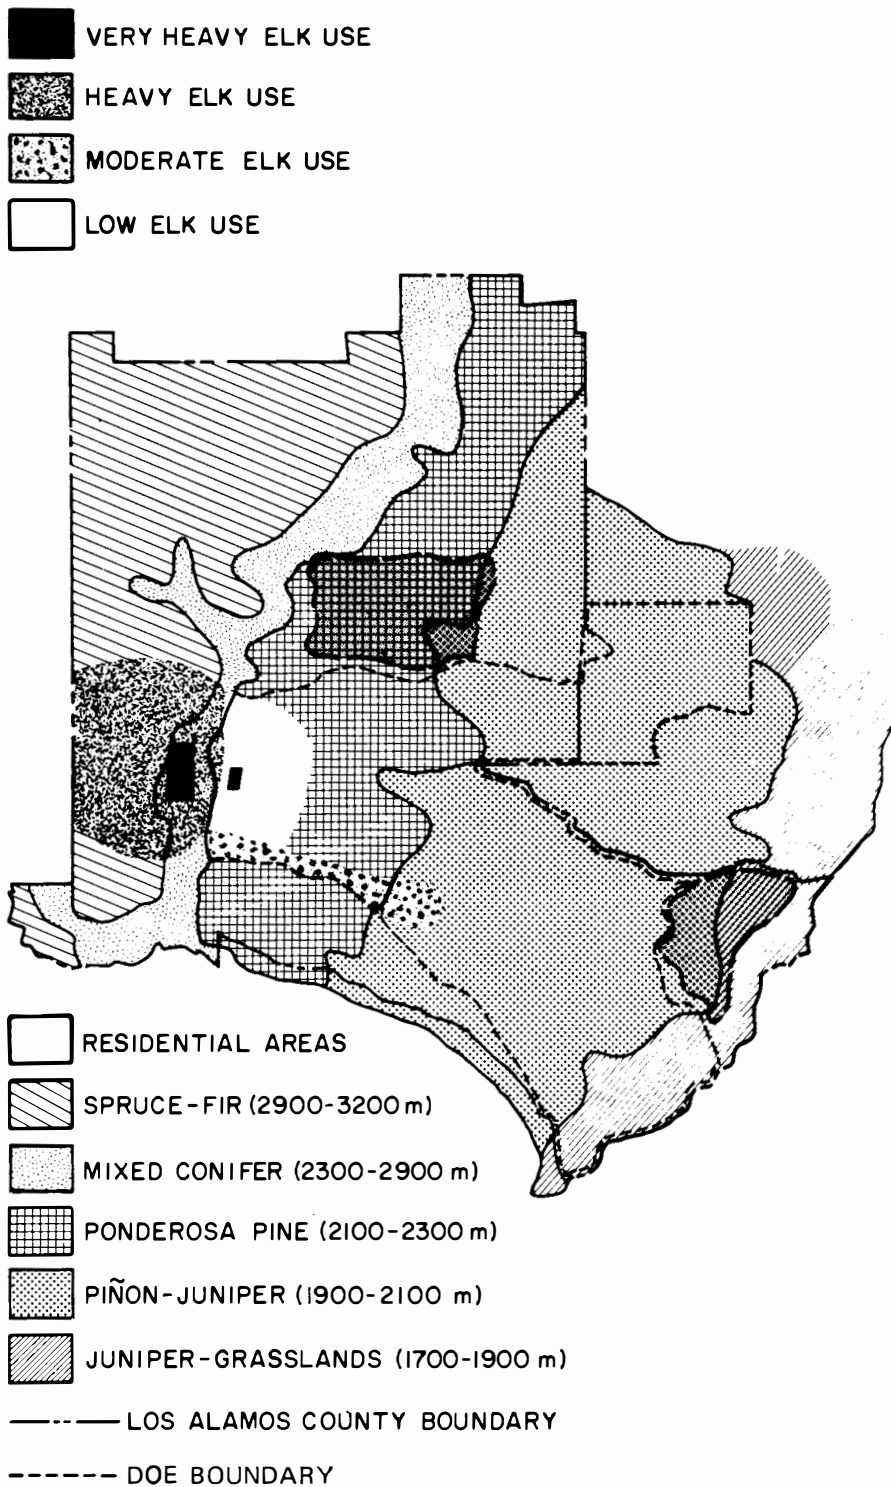 VERY HEAVY ELK USE
HEAVY ELK USE
MODERATE ELK USE
LOW ELK USE
RESIDENTIAL AREAS
SPRUCE-FIR (2900-3200 m)
MIXED CONIFER (2300-2900 m)
PONDEROSA PINE (2100-2300 m)
PIÑON-JUNIPER (1900-2100 m)
JUNIPER-GRASSLANDS (1700-1900 m)
LOS ALAMOS COUNTY BOUNDARY
DOE BOUNDARY